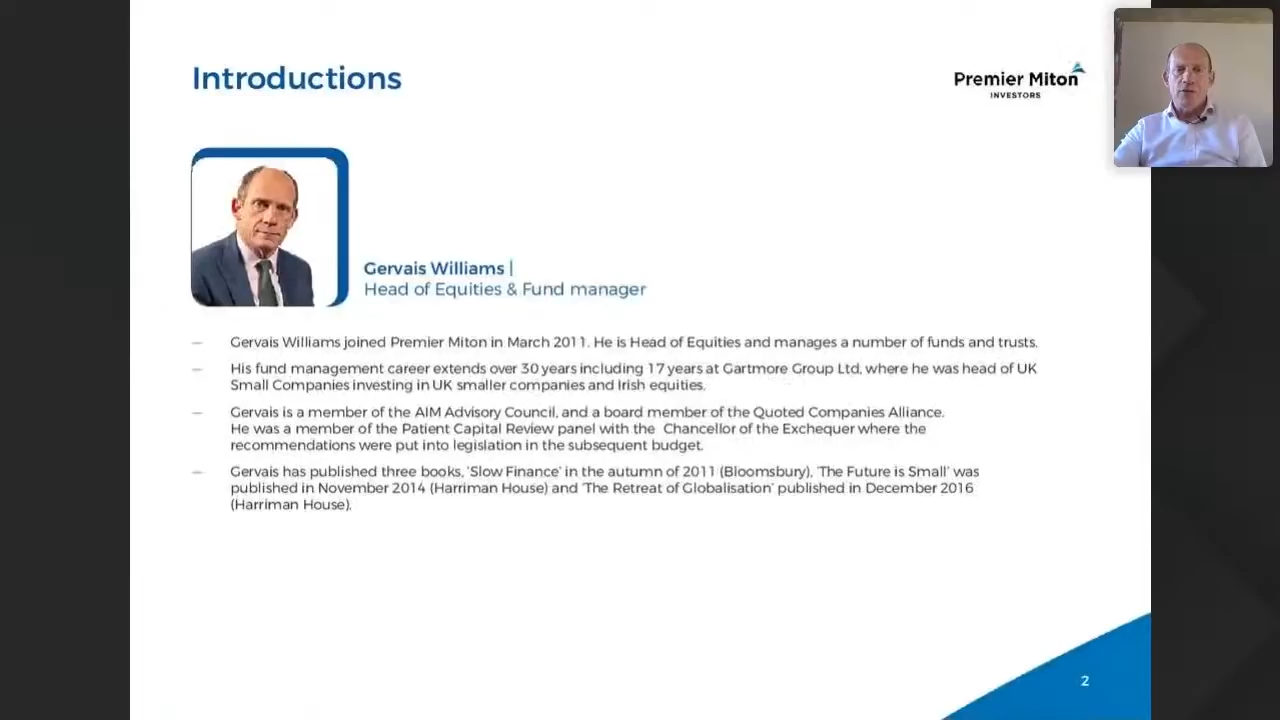 Introductions
Premier Miton
INVESTORS
Gervais Williams |
Head of Equities & Fund manager
– Gervais Williams joined Premier Miton in March 2011. He is Head of Equities and manages a number of funds and trusts.
– His fund management career extends over 30 years including 17 years at Gartmore Group Ltd, where he was head of UK
Small Companies investing in UK smaller companies and Irish equities.
– Gervais is a member of the AIM Advisory Council, and a board member of the Quoted Companies Alliance.
He was a member of the Patient Capital Review panel with the Chancellor of the Exchequer where the
recommendations were put into legislation in the subsequent budget.
– Gervais has published three books, ‘Slow Finance’ in the autumn of 2011 (Bloomsbury), ‘The Future is Small’ was
published in November 2014 (Harriman House) and ‘The Retreat of Globalisation’ published in December 2016
(Harriman House).
2